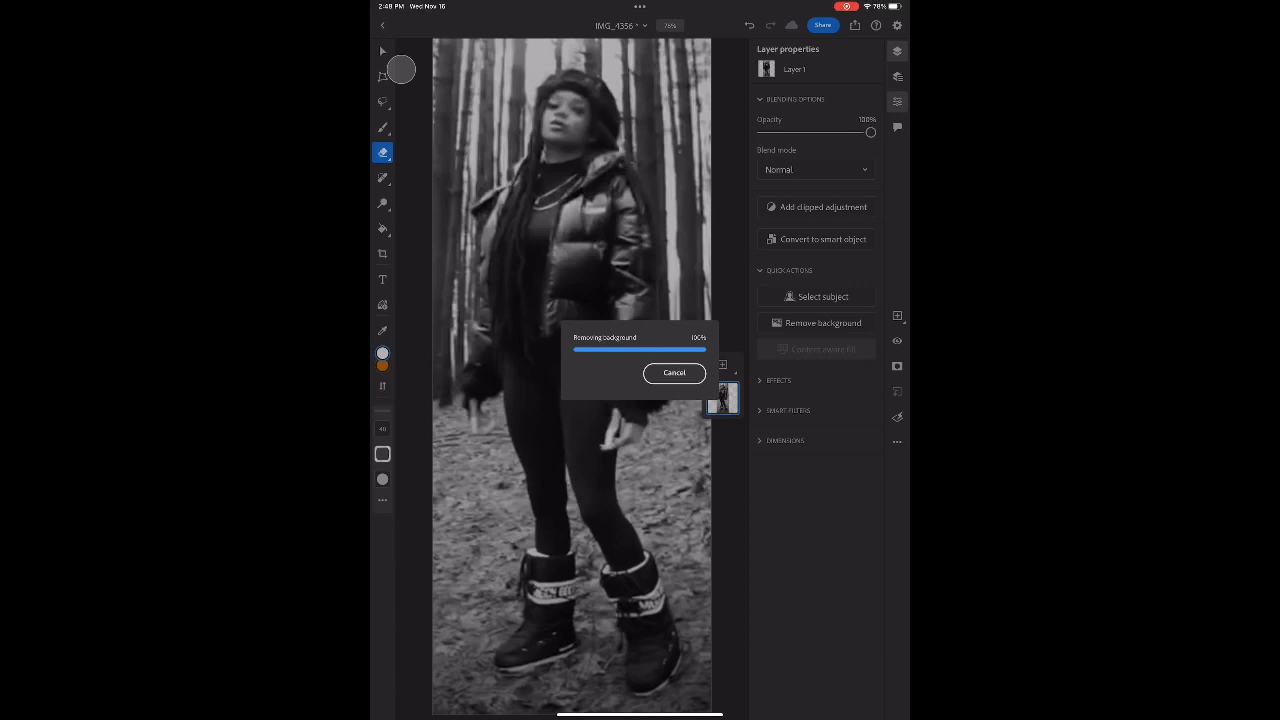 2:48 PM Wed Nov 16
78%
IMG_4356 *
76%
Share
Layer properties
Layer 1
BLENDING OPTIONS
Opacity 100%
Blend mode
Normal
Add clipped adjustment
Convert to smart object
QUICK ACTIONS
Select subject
Remove background
Content aware fill
EFFECTS
SMART FILTERS
DIMENSIONS
Removing background 100%
Cancel
T
40